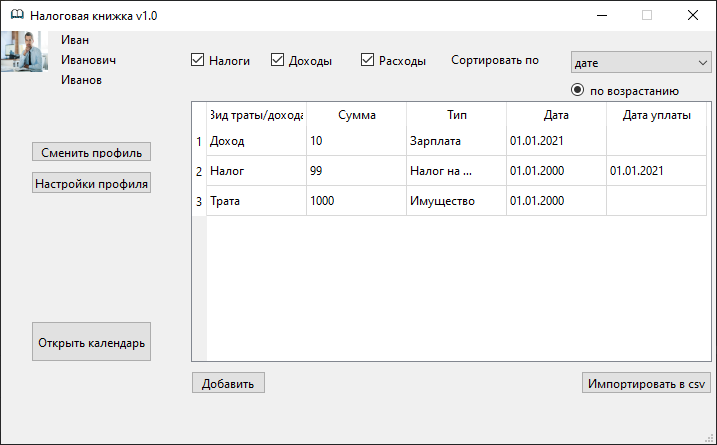 Налоговая книжка v1.0
Иван
Иванович
Иванов
Налоги Доходы Расходы Сортировать по дате
по возрастанию
Вид траты/дохода Сумма Тип Дата Дата уплаты
1 Доход 10 Зарплата 01.01.2021
2 Налог 99 Налог на ... 01.01.2000 01.01.2021
3 Трата 1000 Имущество 01.01.2000
Сменить профиль
Настройки профиля
Открыть календарь
Добавить Импортировать в csv